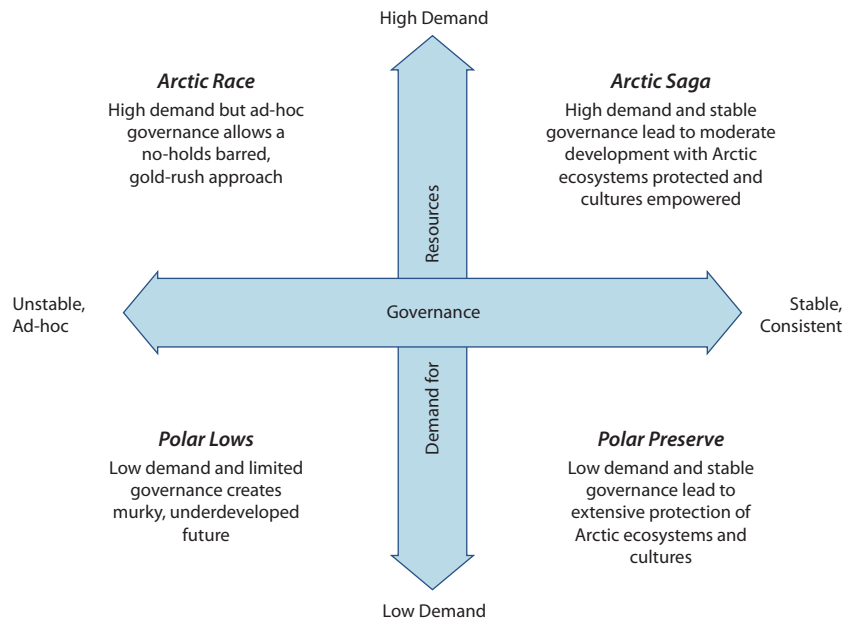 High Demand
Arctic Race
High demand but ad-hoc
governance allows a
no-holds barred,
gold-rush approach
Arctic Saga
High demand and stable
governance lead to moderate
development with Arctic
ecosystems protected and
cultures empowered
Unstable,
Ad-hoc
Governance
Stable,
Consistent
Demand for
Resources
Polar Lows
Low demand and limited
governance creates
murky, underdeveloped
future
Polar Preserve
Low demand and stable
governance lead to
extensive protection of
Arctic ecosystems and
cultures
Low Demand